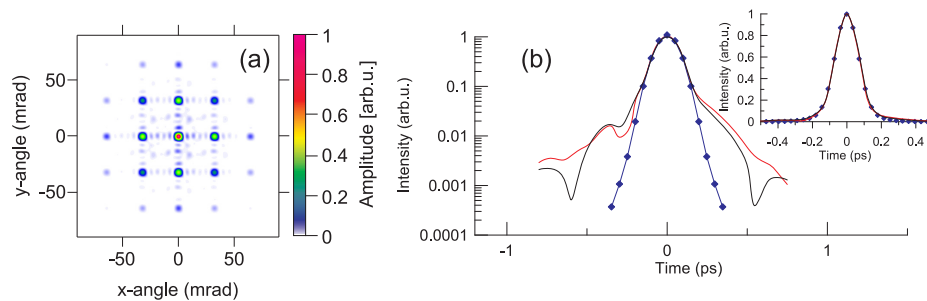 (a)
y-angle (mrad)
50
0
-50
-50 0 50
x-angle (mrad)
1
0.8
0.6
0.4
0.2
0
Amplitude [arb.u.]
(b)
Intensity (arb.u.)
1
0.1
0.01
0.001
0.0001
-1 0 1
Time (ps)
Intensity (arb.u.)
1
0.8
0.6
0.4
0.2
0
-0.4 -0.2 0 0.2 0.4
Time (ps)